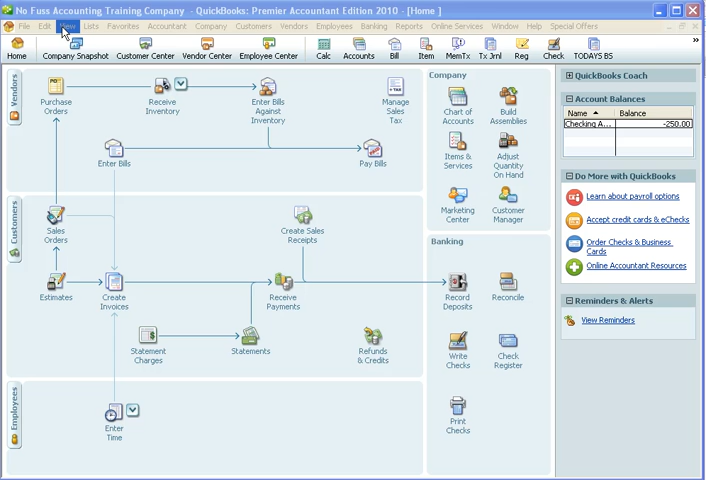 No Fuss Accounting Training Company - QuickBooks: Premier Accountant Edition 2010 - [Home ]
File Edit View Lists Favorites Accountant Company Customers Vendors Employees Banking Reports Online Services Window Help Special Offers
Home Company Snapshot Customer Center Vendor Center Employee Center Calc Accounts Bill Item MemTx Tx Jrnl Reg Check TODAYS BS
Vendors
Purchase
Orders
Receive
Inventory
Enter Bills
Against
Inventory
Manage
Sales
Tax
Enter Bills
Pay Bills
Customers
Sales
Orders
Create Sales
Receipts
Estimates
Create
Invoices
Receive
Payments
Statement
Charges
Statements
Refunds
& Credits
Employees
Enter
Time
Company
Chart of
Accounts
Build
Assemblies
Items &
Services
Adjust
Quantity
On Hand
Marketing
Center
Customer
Manager
Banking
Record
Deposits
Reconcile
Write
Checks
Check
Register
Print
Checks
QuickBooks Coach
Account Balances
Name Balance
Checking A... -250.00
Do More with QuickBooks
Learn about payroll options
Accept credit cards & eChecks
Order Checks & Business
Cards
Online Accountant Resources
Reminders & Alerts
View Reminders